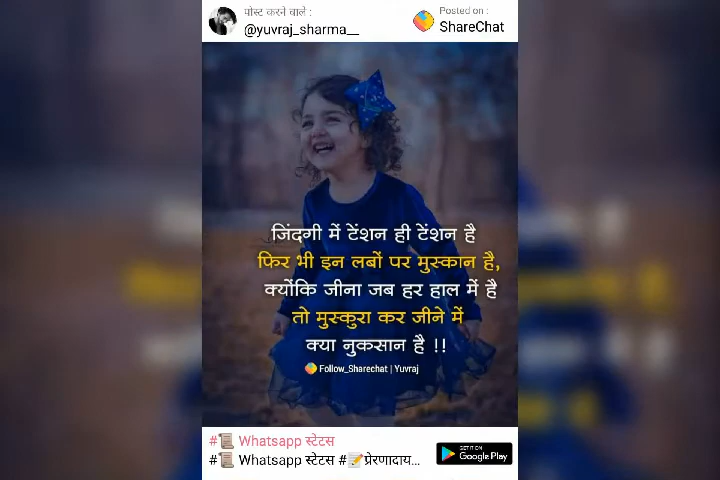 पोस्ट करने वाले :
@yuvraj_sharma__
Posted on :
ShareChat
जिंदगी में टेंशन ही टेंशन है
फिर भी इन लबों पर मुस्कान है,
क्योंकि जीना जब हर हाल में है
तो मुस्कुरा कर जीने में
क्या नुकसान है !!
Follow_Sharechat | Yuvraj
#📜 Whatsapp स्टेटस
#📜 Whatsapp स्टेटस #📝प्रेरणादाय...
GET IT ON
Google Play